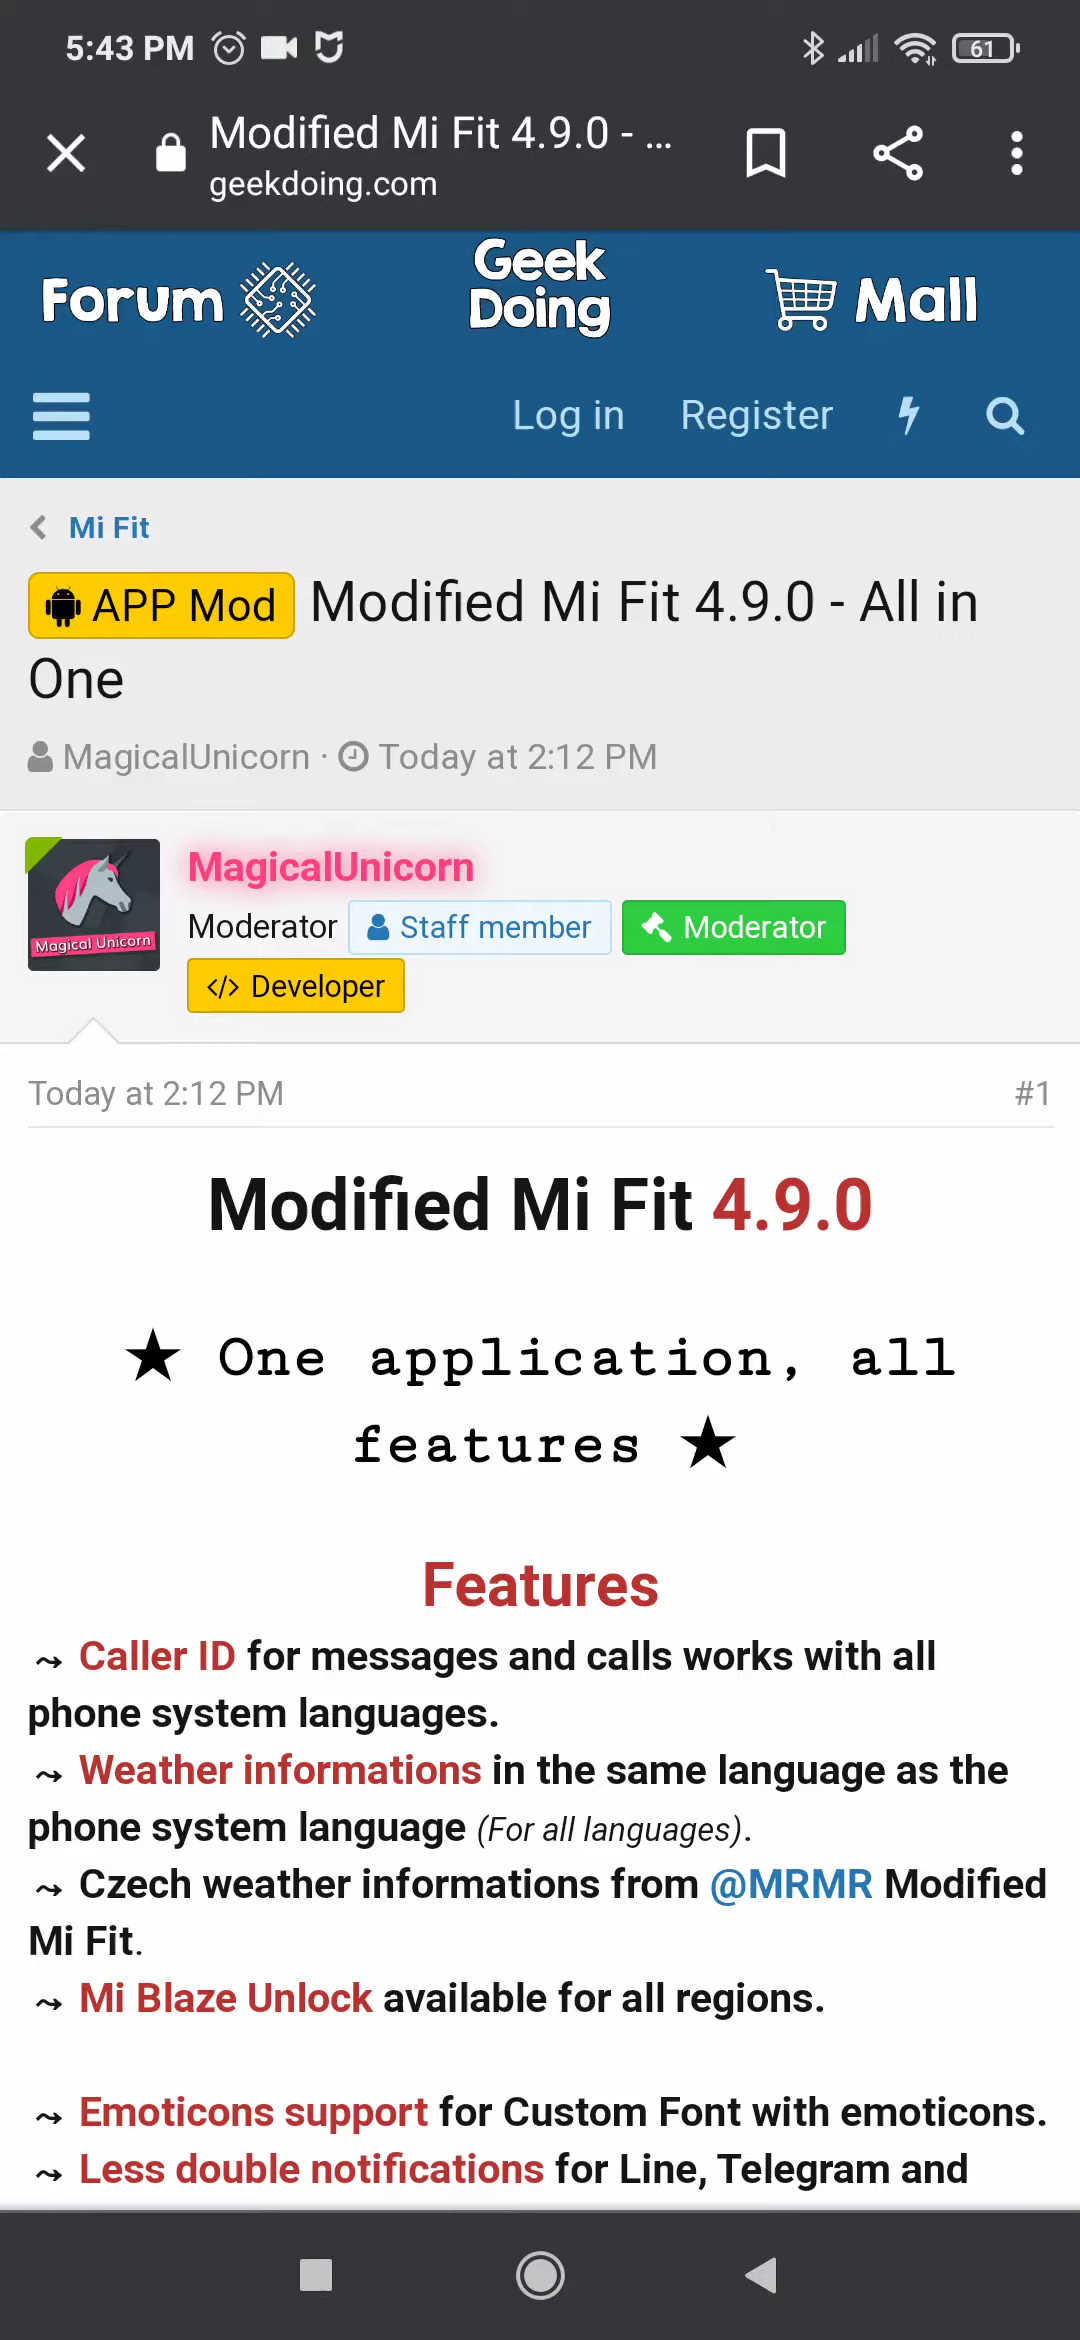 5:43 PM
61
Modified Mi Fit 4.9.0 - ...
geekdoing.com
Forum
Geek
Doing
Mall
Log in
Register
Mi Fit
APP Mod Modified Mi Fit 4.9.0 - All in
One
MagicalUnicorn · Today at 2:12 PM
Magical Unicorn
MagicalUnicorn
Moderator Staff member Moderator
</> Developer
Today at 2:12 PM
#1
Modified Mi Fit 4.9.0
★ One application, all
features ★
Features
⤳ Caller ID for messages and calls works with all
phone system languages.
⤳ Weather informations in the same language as the
phone system language (For all languages).
⤳ Czech weather informations from @MRMR Modified
Mi Fit.
⤳ Mi Blaze Unlock available for all regions.
⤳ Emoticons support for Custom Font with emoticons.
⤳ Less double notifications for Line, Telegram and